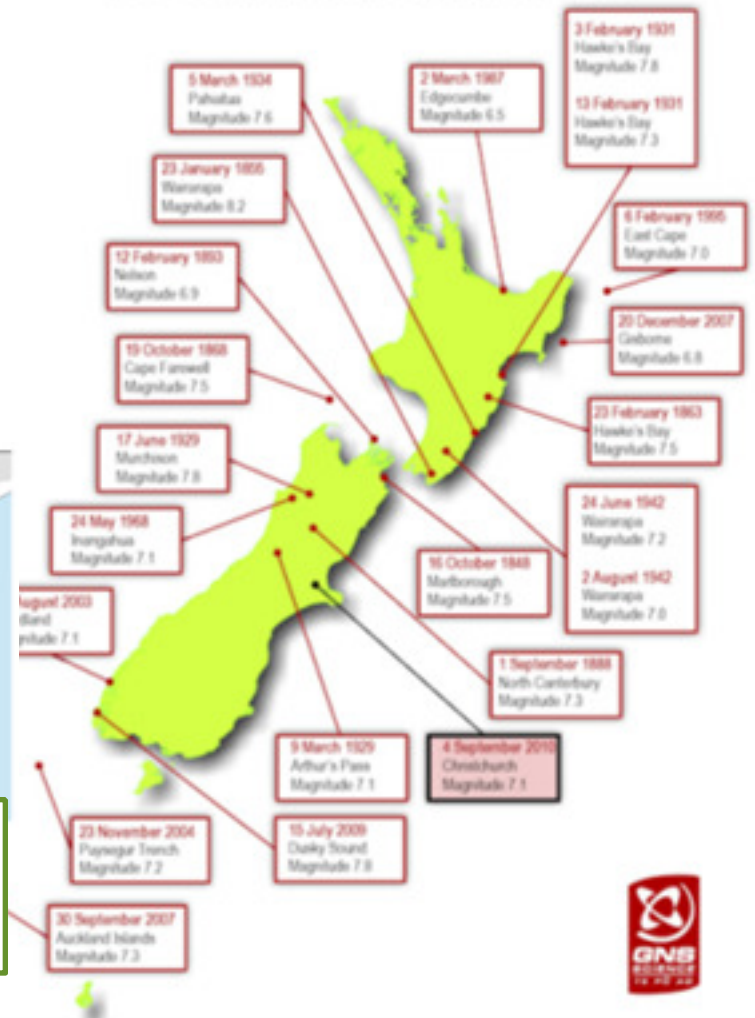 3 February 1931
Hawke's Bay
Magnitude 7.8
13 February 1931
Hawke's Bay
Magnitude 7.3
5 March 1934
Pahiatua
Magnitude 7.6
2 March 1987
Edgecumbe
Magnitude 6.5
23 January 1855
Wairarapa
Magnitude 8.2
6 February 1995
East Cape
Magnitude 7.0
12 February 1893
Nelson
Magnitude 6.9
20 December 2007
Gisborne
Magnitude 6.8
19 October 1868
Cape Farewell
Magnitude 7.5
23 February 1863
Hawke's Bay
Magnitude 7.5
17 June 1929
Murchison
Magnitude 7.8
24 June 1942
Wairarapa
Magnitude 7.2
2 August 1942
Wairarapa
Magnitude 7.0
24 May 1968
Inangahua
Magnitude 7.1
16 October 1848
Marlborough
Magnitude 7.5
August 2003
dland
nitude 7.1
1 September 1888
North Canterbury
Magnitude 7.3
9 March 1929
Arthur's Pass
Magnitude 7.1
4 September 2010
Christchurch
Magnitude 7.1
23 November 2004
Puysegur Trench
Magnitude 7.2
15 July 2009
Dusky Sound
Magnitude 7.8
30 September 2007
Auckland Islands
Magnitude 7.3
GNS
SCIENCE
TE PŪ AO